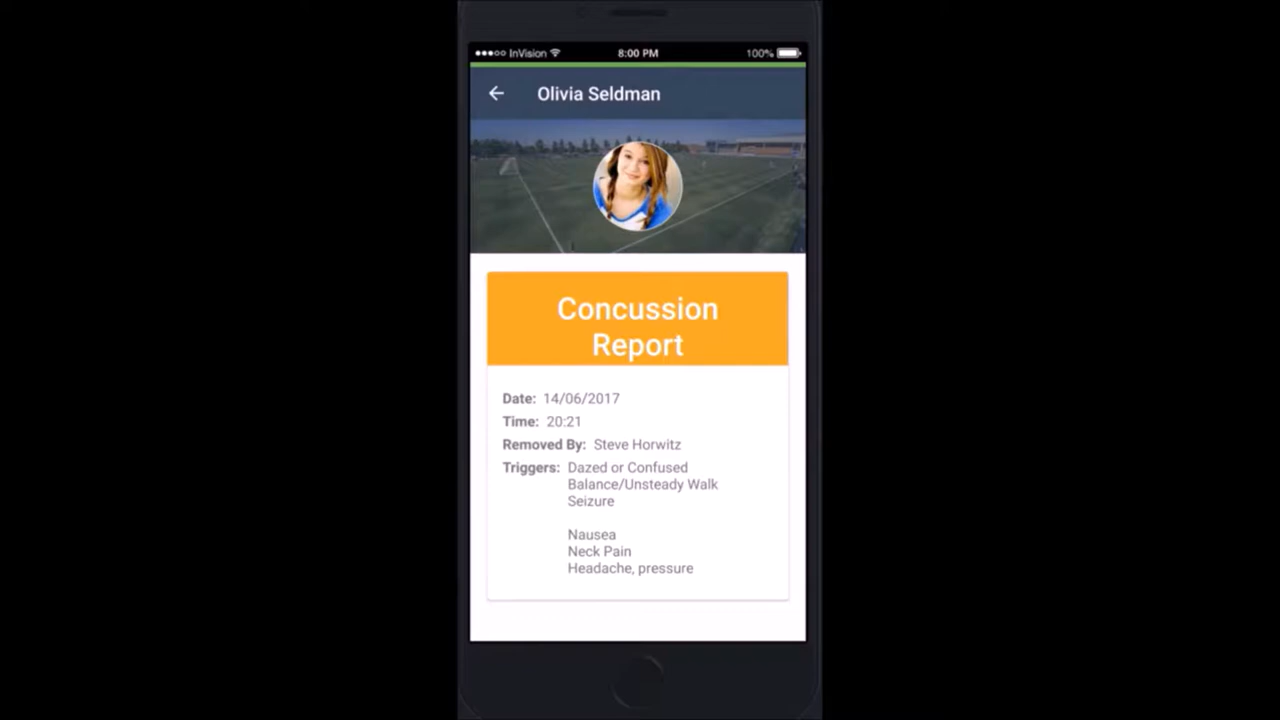 InVision
8:00 PM
100%
Olivia Seldman
Concussion
Report
Date: 14/06/2017
Time: 20:21
Removed By: Steve Horwitz
Triggers: Dazed or Confused
Balance/Unsteady Walk
Seizure
Nausea
Neck Pain
Headache, pressure